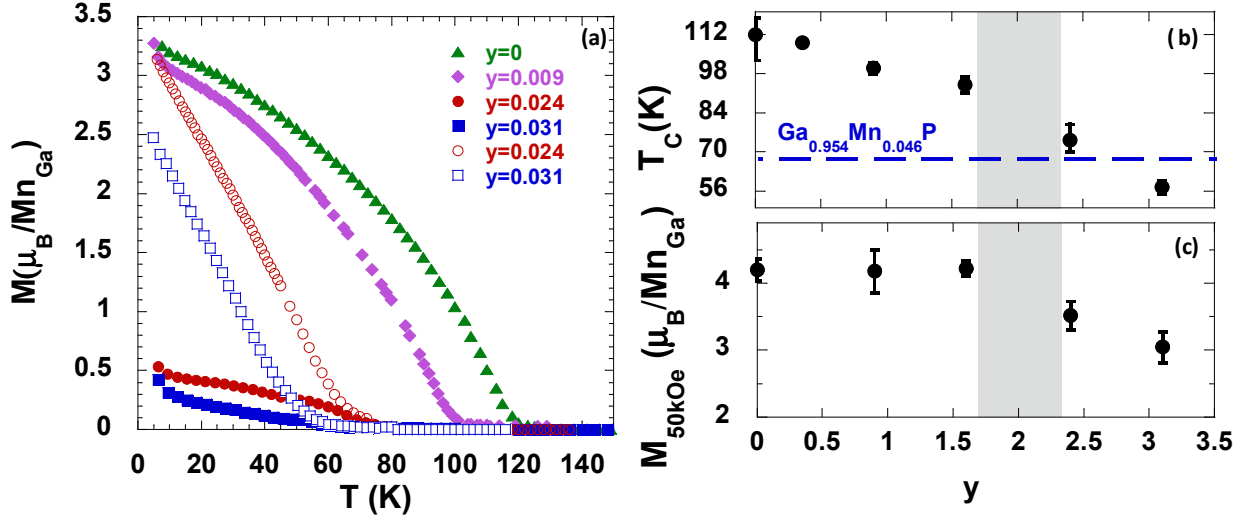 (a)
y=0
y=0.009
y=0.024
y=0.031
y=0.024
y=0.031
M(μB/MnGa)
3.5
3
2.5
2
1.5
1
0.5
0
0 20 40 60 80 100 120 140
T (K)
(b)
TC(K)
112
98
84
70
56
Ga0.954Mn0.046P
(c)
M50kOe (μB/MnGa)
4
3
2
0 0.5 1 1.5 2 2.5 3 3.5
y